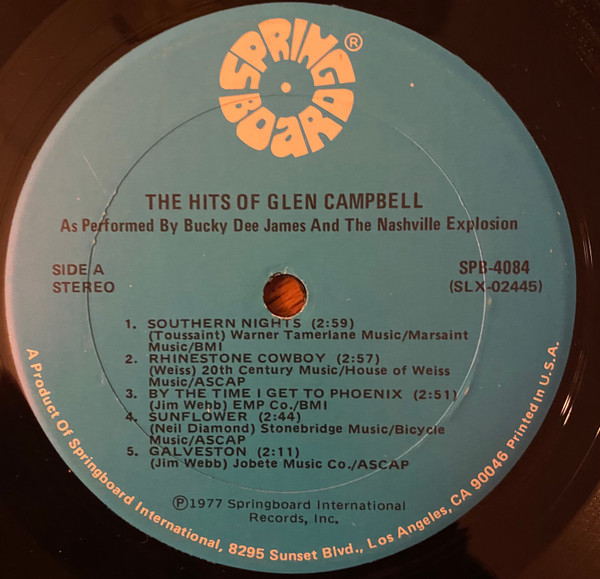 SPRING
BOARD
®
THE HITS OF GLEN CAMPBELL
As Performed By Bucky Dee James And The Nashville Explosion
SIDE A
STEREO
SPB-4084
(SLX-02445)
1. SOUTHERN NIGHTS (2:59)
(Toussaint) Warner Tamerlane Music/Marsaint
Music/BMI
2. RHINESTONE COWBOY (2:57)
(Weiss) 20th Century Music/House of Weiss
Music/ASCAP
3. BY THE TIME I GET TO PHOENIX (2:51)
(Jim Webb) EMP Co./BMI
4. SUNFLOWER (2:44)
(Neil Diamond) Stonebridge Music/Bicycle
Music/ASCAP
5. GALVESTON (2:11)
(Jim Webb) Jobete Music Co./ASCAP
℗1977 Springboard International
Records, Inc.
A Product Of Springboard International, 8295 Sunset Blvd., Los Angeles, CA 90046 Printed In U.S.A.